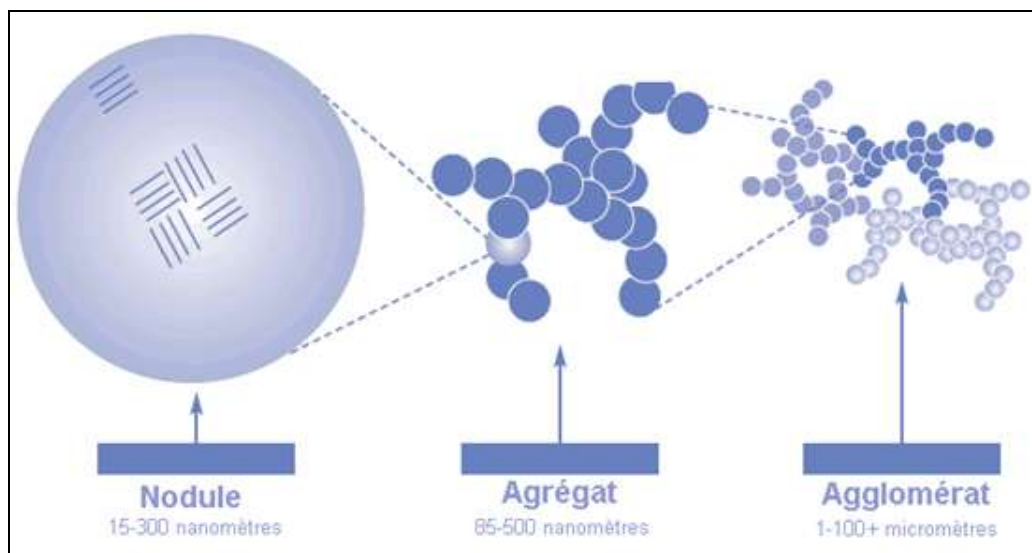 Nodule
15-300 nanomètres
Agrégat
85-500 nanomètres
Agglomérat
1-100+ micromètres